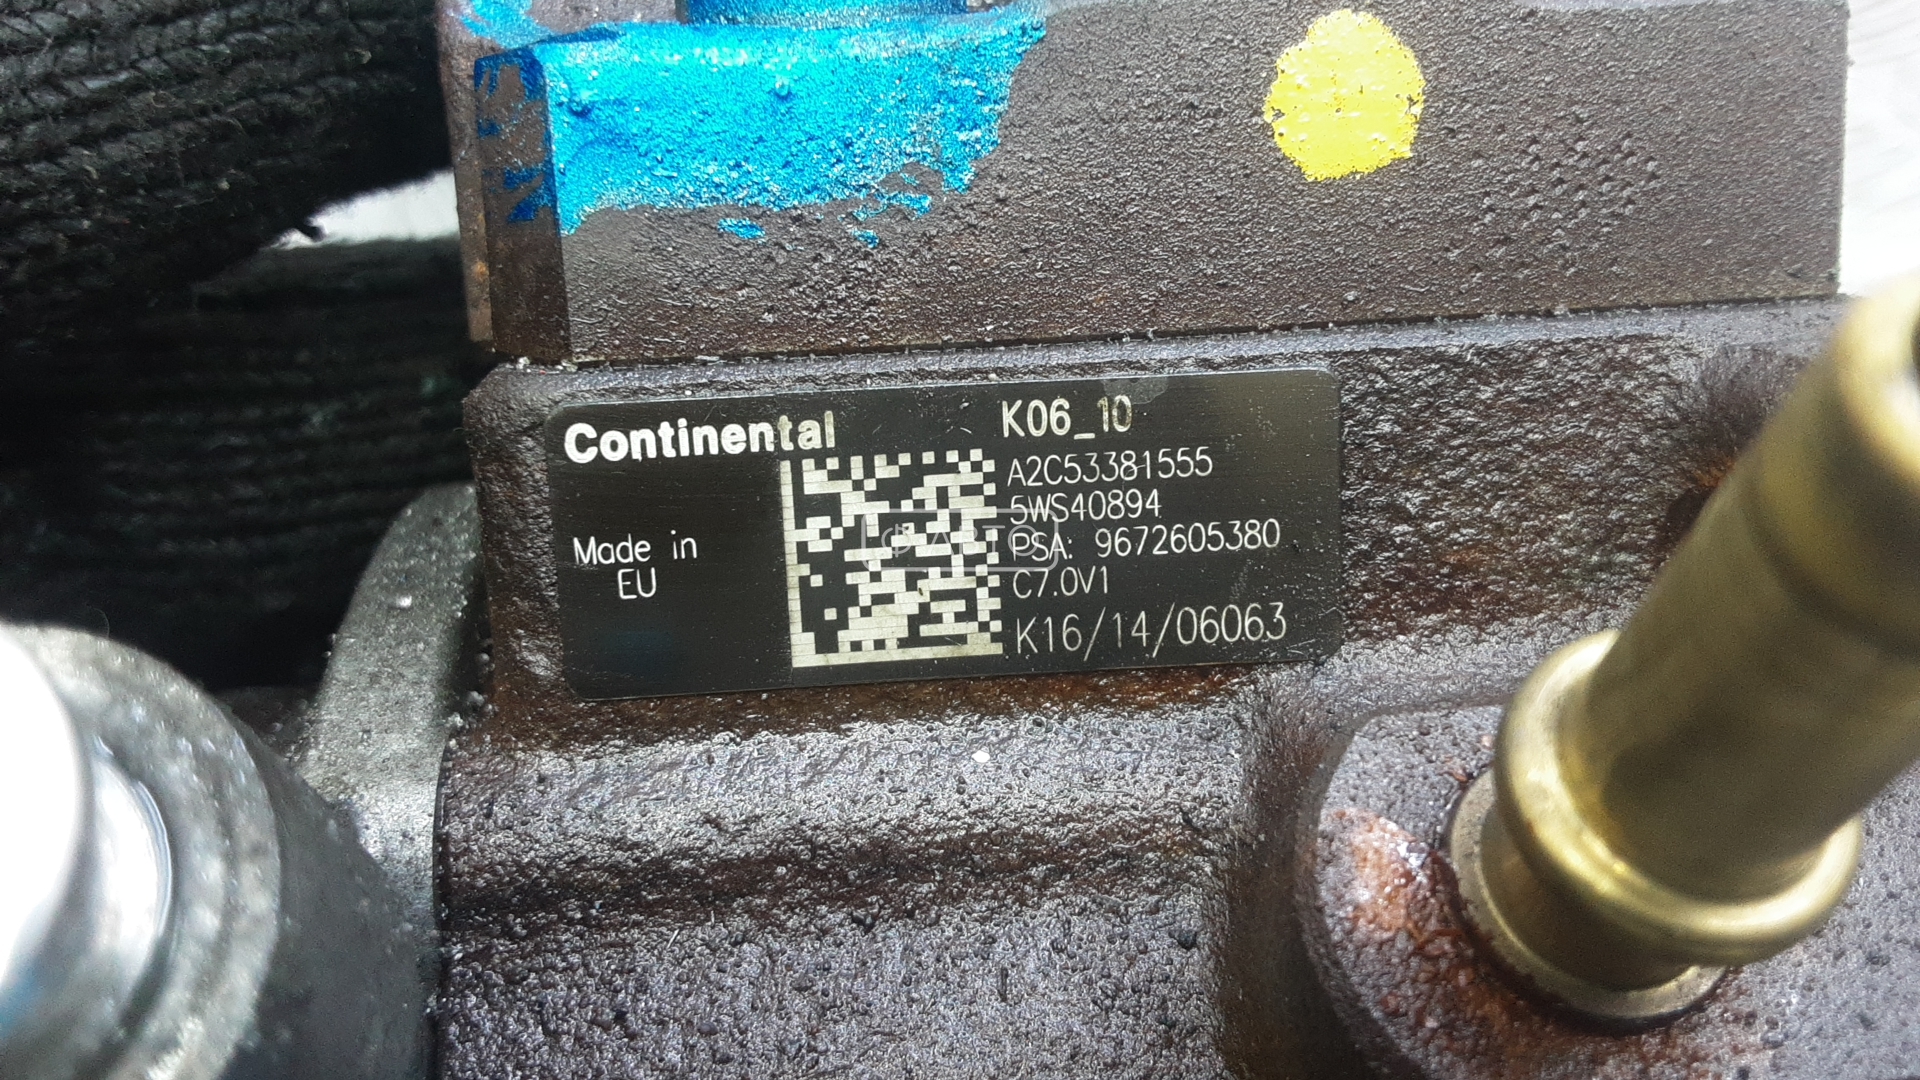 Continental
K06_10
A2C53381555
5WS40894
PSA: 9672605380
C7.0V1
K16/14/06063
Made in
EU